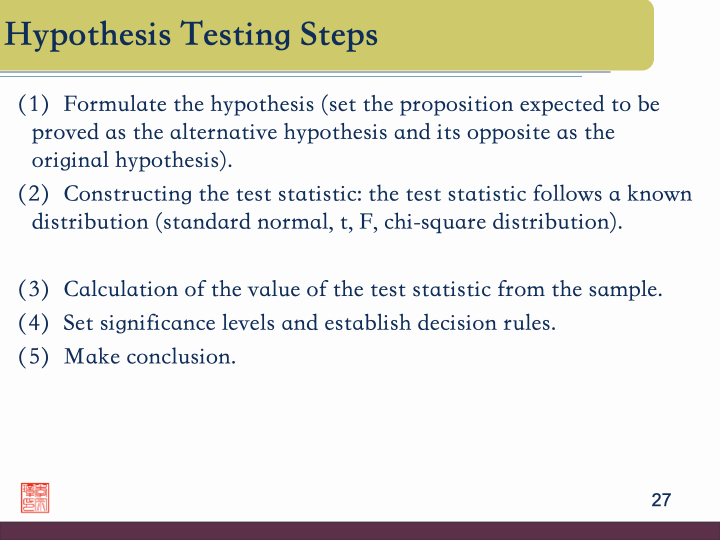 Hypothesis Testing Steps
(1) Formulate the hypothesis (set the proposition expected to be
proved as the alternative hypothesis and its opposite as the
original hypothesis).
(2) Constructing the test statistic: the test statistic follows a known
distribution (standard normal, t, F, chi-square distribution).
(3) Calculation of the value of the test statistic from the sample.
(4) Set significance levels and establish decision rules.
(5) Make conclusion.
27